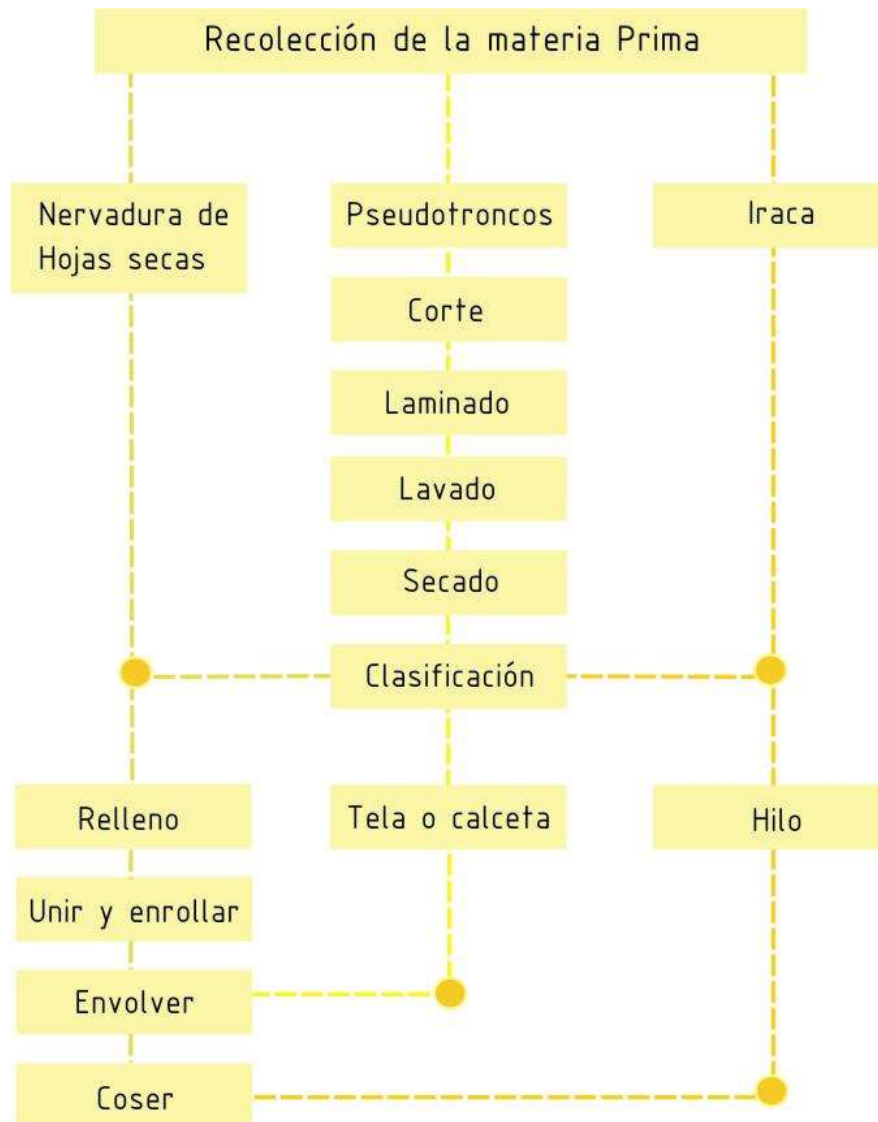 Recolección de la materia Prima
Nervadura de
Hojas secas
Pseudotroncos
Iraca
Corte
Laminado
Lavado
Secado
Clasificación
Relleno
Tela o calceta
Hilo
Unir y enrollar
Envolver
Coser